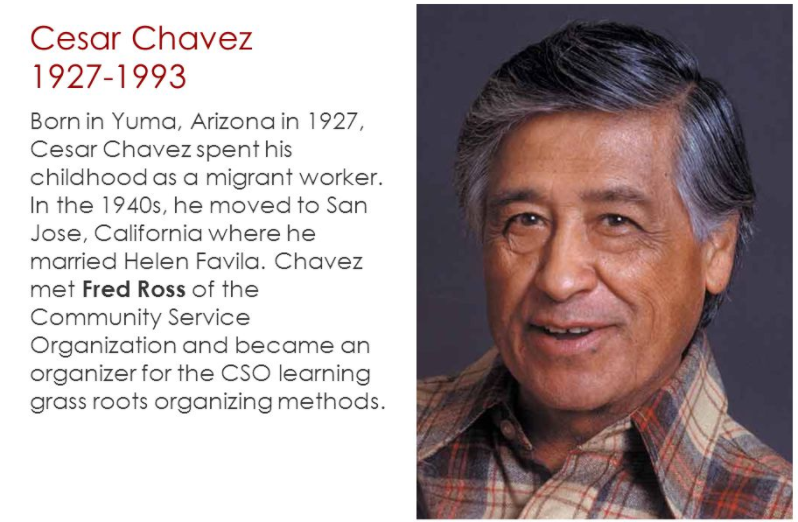 Cesar Chavez
1927-1993
Born in Yuma, Arizona in 1927,
Cesar Chavez spent his
childhood as a migrant worker.
In the 1940s, he moved to San
Jose, California where he
married Helen Favila. Chavez
met Fred Ross of the
Community Service
Organization and became an
organizer for the CSO learning
grass roots organizing methods.